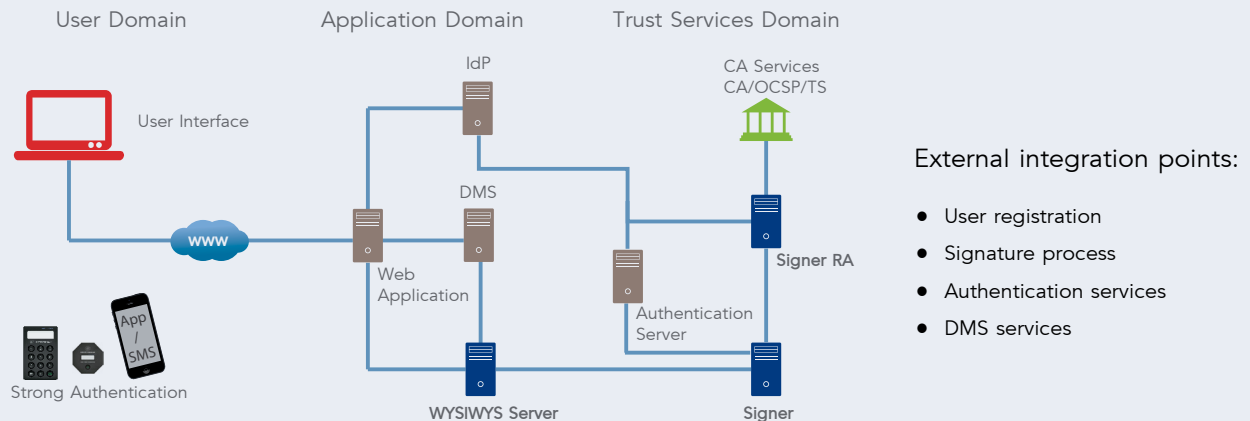 User Domain
Application Domain
Trust Services Domain
IdP
CA Services
CA/OCSP/TS
User Interface
External integration points:
DMS
• User registration
www
Signer RA
• Signature process
Web
Application
• Authentication services
App
/
SMS
Authentication
Server
• DMS services
Strong Authentication
WYSIWYS Server
Signer